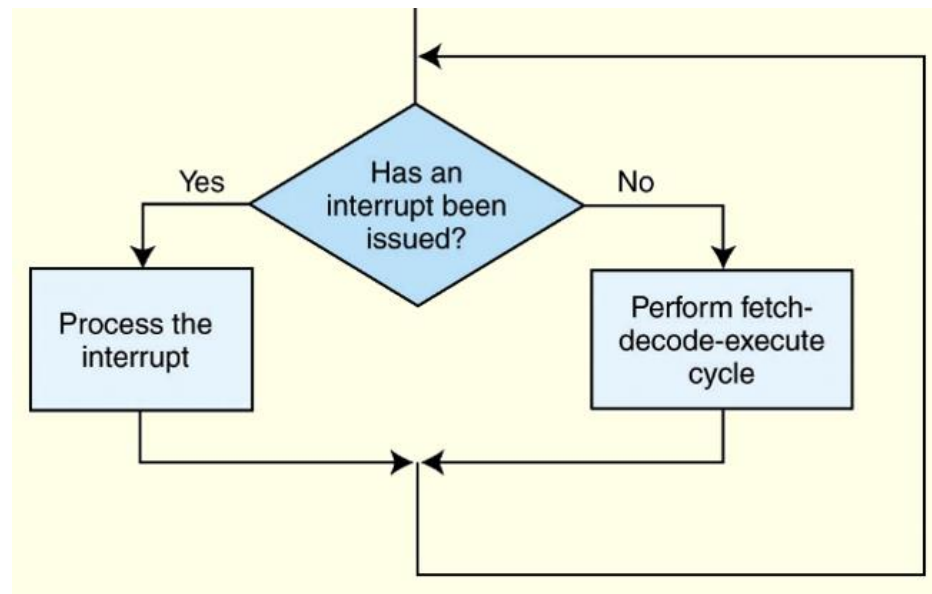 Has an
interrupt been
issued?
Yes
No
Process the
interrupt
Perform fetch-
decode-execute
cycle